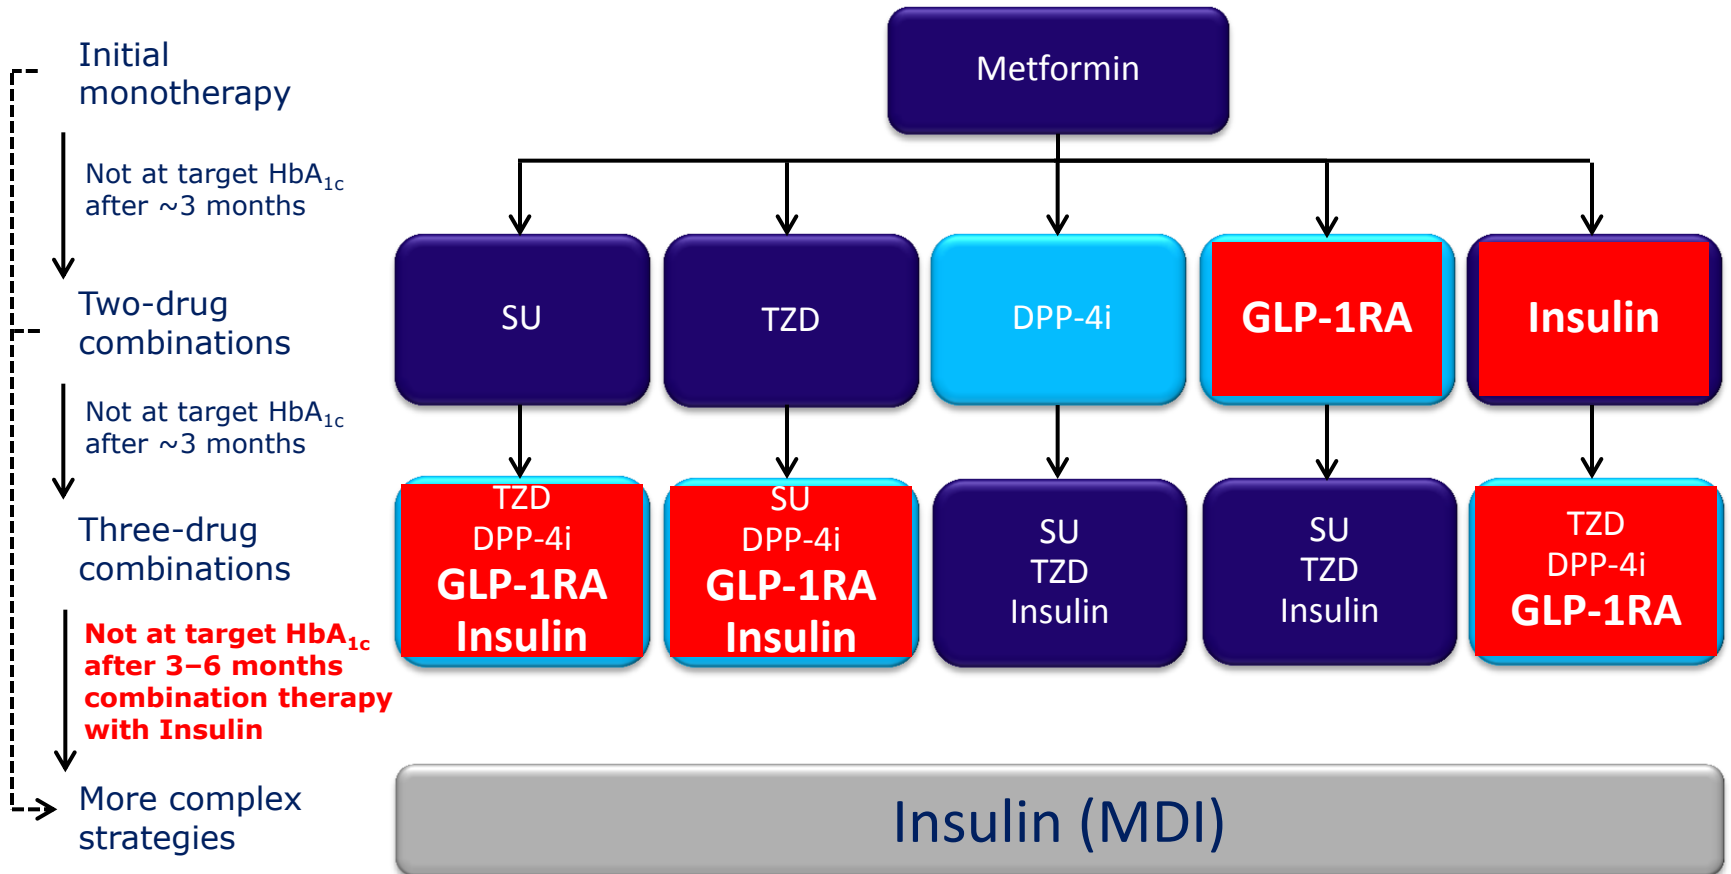 Initial
monotherapy
Metformin
Not at target HbA1c
after ~3 months
Two-drug
combinations
SU
TZD
DPP-4i
GLP-1RA
Insulin
Not at target HbA1c
after ~3 months
Three-drug
combinations
TZD
DPP-4i
GLP-1RA
Insulin
SU
DPP-4i
GLP-1RA
Insulin
SU
TZD
Insulin
SU
TZD
Insulin
TZD
DPP-4i
GLP-1RA
Not at target HbA1c
after 3–6 months
combination therapy
with Insulin
More complex
strategies
Insulin (MDI)